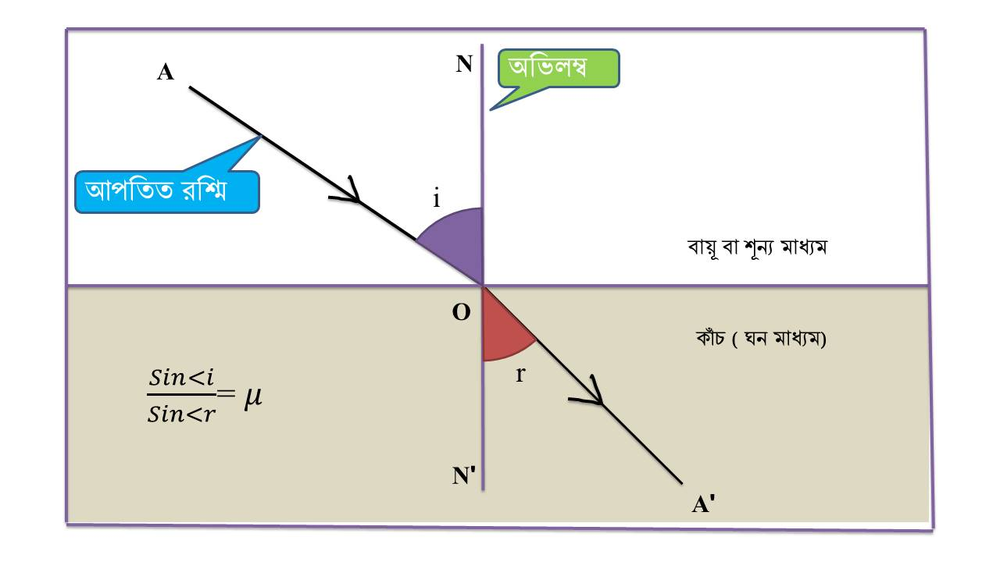 A
N
অভিলম্ব
আপতিত রশ্মি
i
বায়ূ বা শূন্য মাধ্যম
O
কাঁচ ( ঘন মাধ্যম)
r
Sin<i
Sin<r
= μ
N'
A'